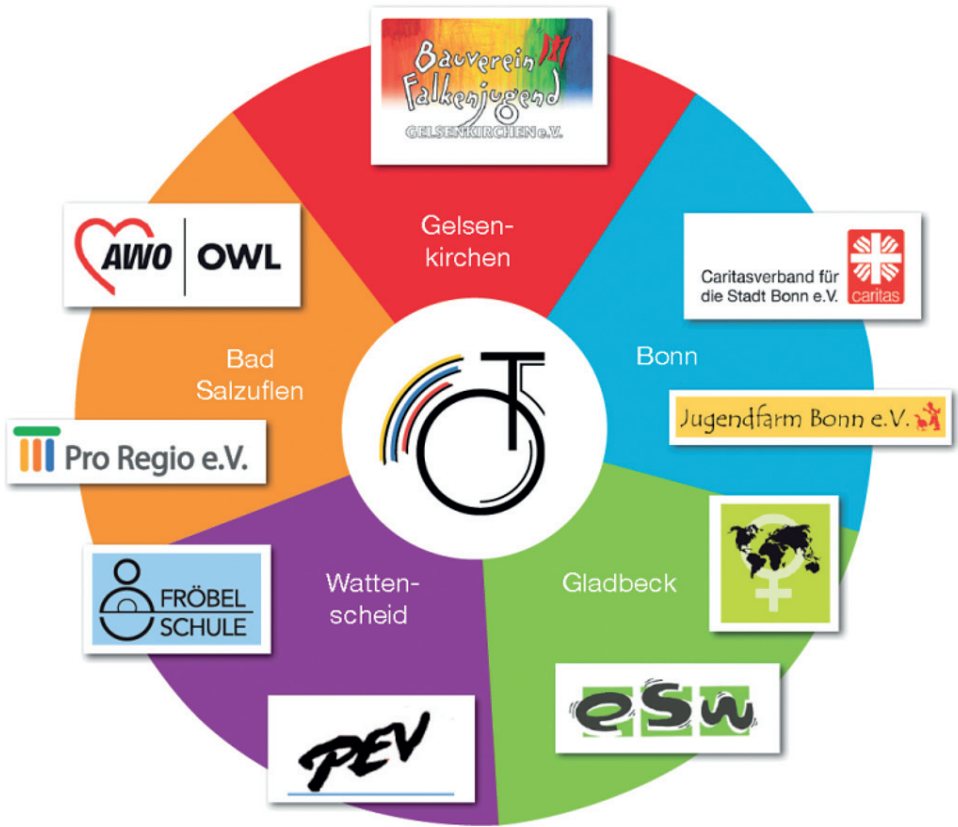 Bauverein
Falkenjugend
GELSENKIRCHEN e.V.
Gelsen-
kirchen
AWO OWL
Caritasverband für
die Stadt Bonn e.V.
caritas
Bad
Salzuflen
Bonn
Jugendfarm Bonn e.V.
Pro Regio e.V.
Watten-
scheid
Gladbeck
FRÖBEL
SCHULE
eSw
PEV